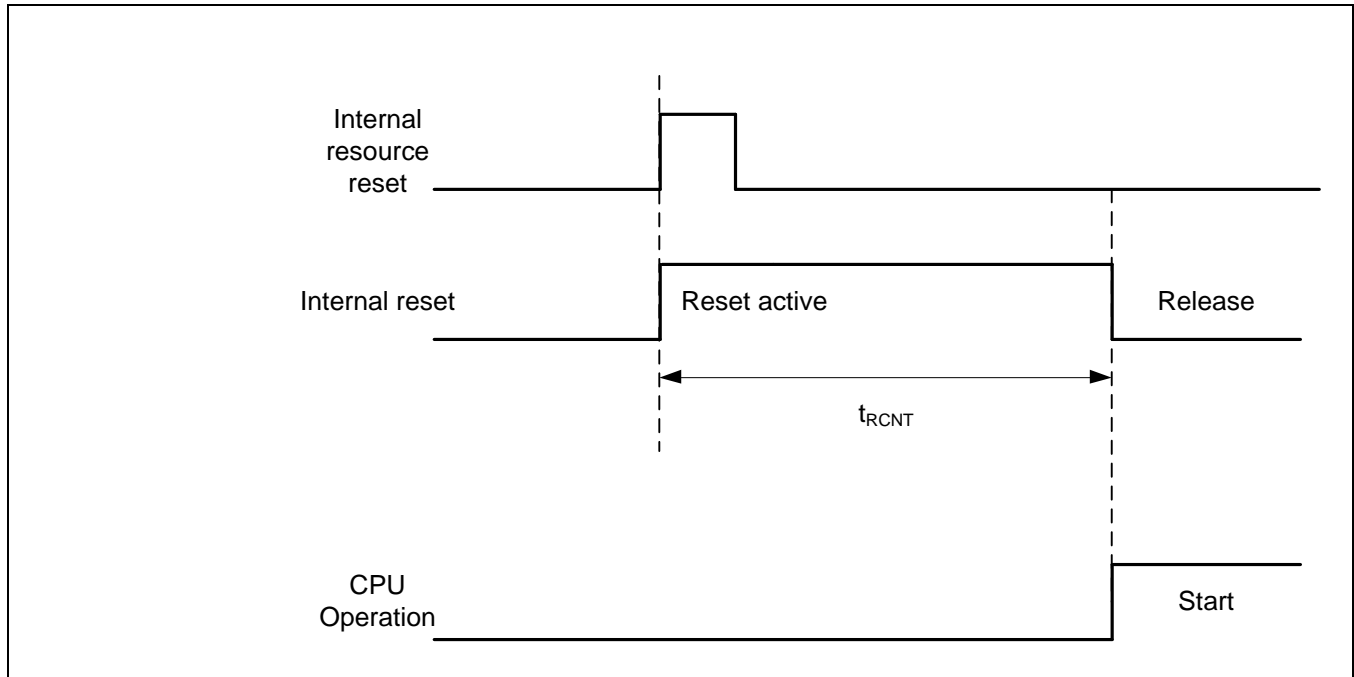 Internal
resource
reset
Internal reset
Reset active
Release
tRCNT
CPU
Operation
Start